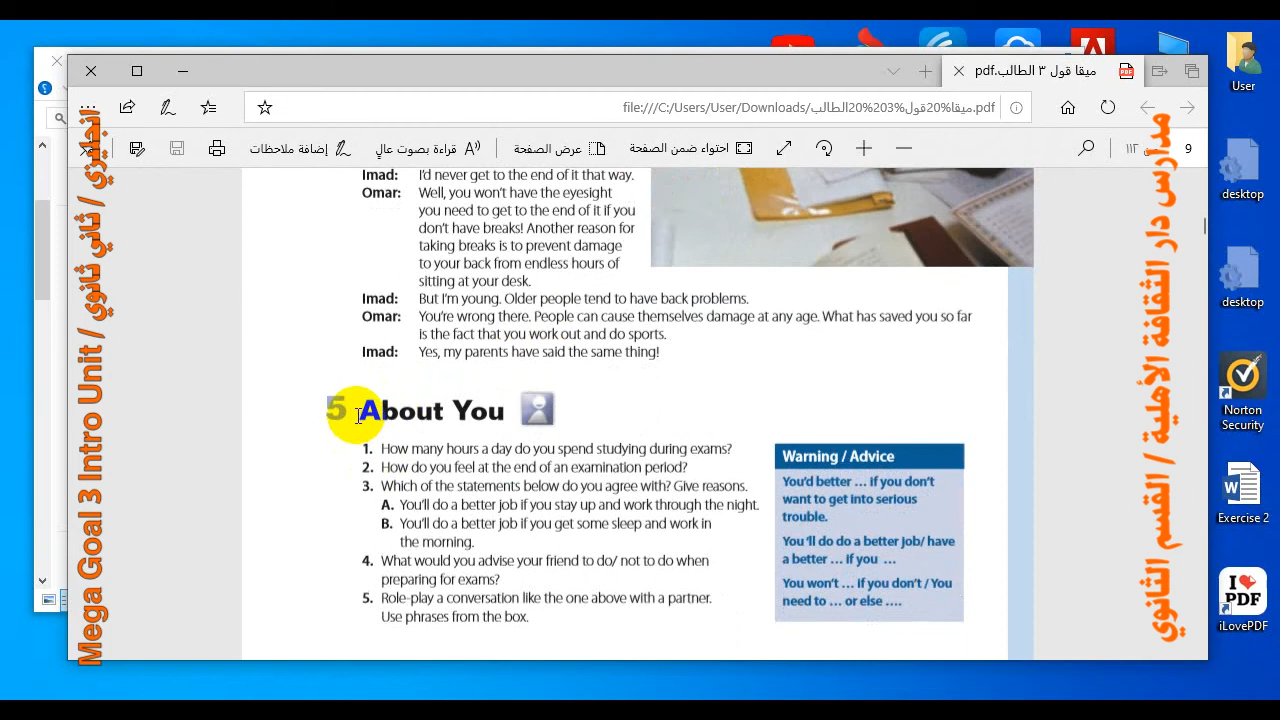 User
desktop
desktop
Norton
Security
Exercise 2
iLovePDF
ميقا قول ٣ الطالب.pdf
file:///C:/Users/User/Downloads/ميقا%20قول%203%20الطالب.pdf
9
من ١١٢
احتواء ضمن الصفحة
عرض الصفحة
قراءة بصوت عالٍ
إضافة ملاحظات
انجليزي / ثاني ثانوي / Mega Goal 3 Intro Unit
مدارس دار الثقافة الأهلية / القسم الثانوي
Imad: I'd never get to the end of it that way.
Omar: Well, you won't have the eyesight
you need to get to the end of it if you
don't have breaks! Another reason for
taking breaks is to prevent damage
to your back from endless hours of
sitting at your desk.
Imad: But I'm young. Older people tend to have back problems.
Omar: You're wrong there. People can cause themselves damage at any age. What has saved you so far
is the fact that you work out and do sports.
Imad: Yes, my parents have said the same thing!
5 About You
1. How many hours a day do you spend studying during exams?
2. How do you feel at the end of an examination period?
3. Which of the statements below do you agree with? Give reasons.
A. You'll do a better job if you stay up and work through the night.
B. You'll do a better job if you get some sleep and work in
the morning.
4. What would you advise your friend to do/ not to do when
preparing for exams?
5. Role-play a conversation like the one above with a partner.
Use phrases from the box.
Warning / Advice
You'd better ... if you don't
want to get into serious
trouble.
You 'll do do a better job/ have
a better ... if you ...
You won't ... if you don't / You
need to ... or else ....